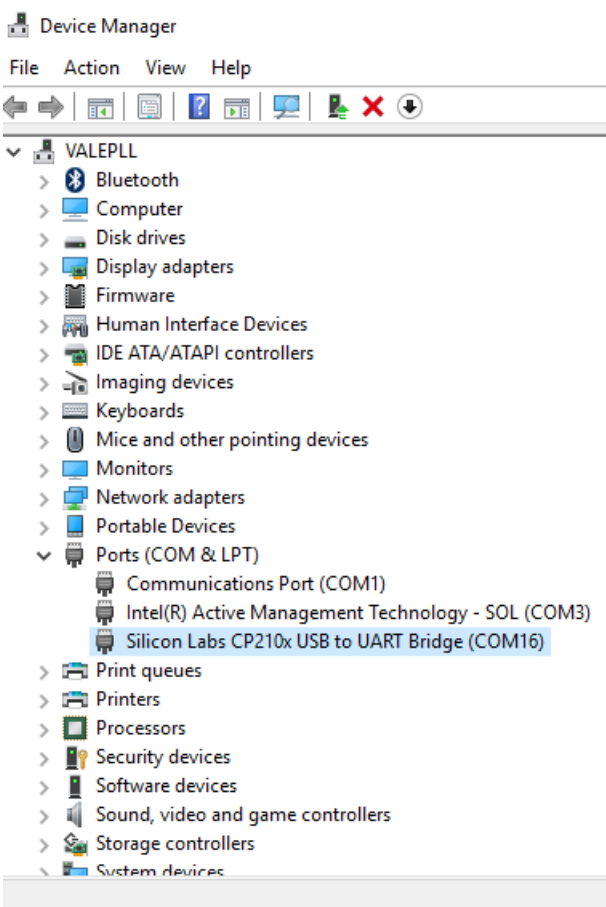 Device Manager
File Action View Help
VALEPLL
Bluetooth
Computer
Disk drives
Display adapters
Firmware
Human Interface Devices
IDE ATA/ATAPI controllers
Imaging devices
Keyboards
Mice and other pointing devices
Monitors
Network adapters
Portable Devices
Ports (COM & LPT)
Communications Port (COM1)
Intel(R) Active Management Technology - SOL (COM3)
Silicon Labs CP210x USB to UART Bridge (COM16)
Print queues
Printers
Processors
Security devices
Software devices
Sound, video and game controllers
Storage controllers
System devices